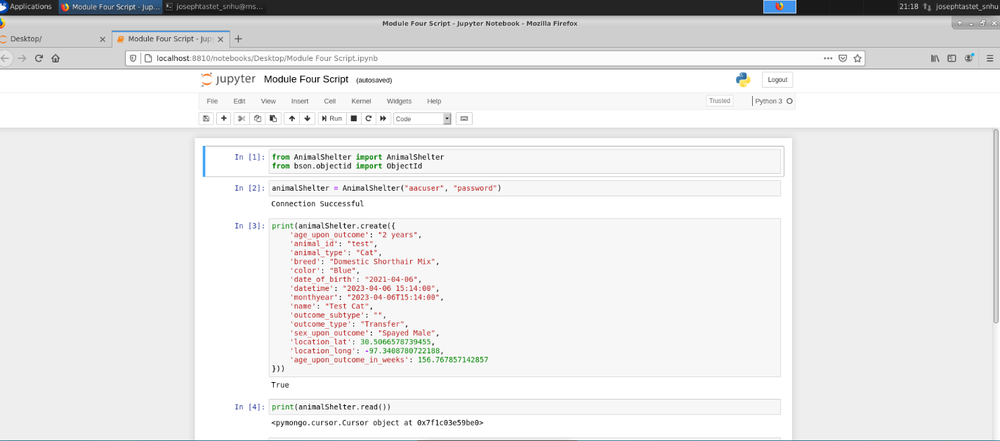 Applications
Module Four Script - Jup...
josephtastet_snhu@ms...
21:18
josephtastet_snhu
Module Four Script - Jupyter Notebook - Mozilla Firefox
Desktop/
Module Four Script - Jup
localhost:8810/notebooks/Desktop/Module Four Script.ipynb
jupyter Module Four Script (autosaved)
Logout
File Edit View Insert Cell Kernel Widgets Help
Trusted
Python 3
Run
Code
In [1]: from AnimalShelter import AnimalShelter
from bson.objectid import ObjectId
In [2]: animalShelter = AnimalShelter("aacuser", "password")
Connection Successful
In [3]: print(animalShelter.create({
'age_upon_outcome': "2 years",
'animal_id': "test",
'animal_type': "Cat",
'breed': "Domestic Shorthair Mix",
'color': "Blue",
'date_of_birth': "2021-04-06",
'datetime': "2023-04-06 15:14:00",
'monthyear': "2023-04-06T15:14:00",
'name': "Test Cat",
'outcome_subtype': "",
'outcome_type': "Transfer",
'sex_upon_outcome': "Spayed Male",
'location_lat': 30.5066578739455,
'location_long': -97.3408780722188,
'age_upon_outcome_in_weeks': 156.767857142857
}))
True
In [4]: print(animalShelter.read())
<pymongo.cursor.Cursor object at 0x7f1c03e59be0>